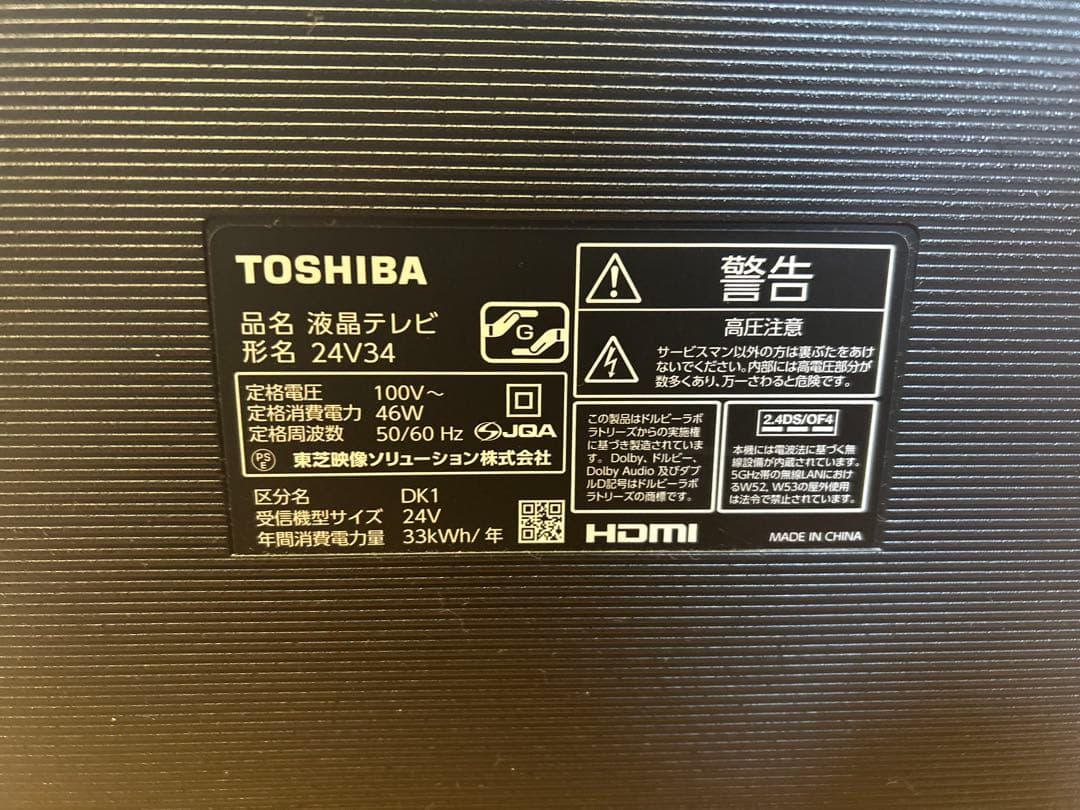 TOSHIBA
品名 液晶テレビ
形名 24V34
G
定格電圧 100V～
定格消費電力 46W
定格周波数 50/60 Hz
JQA
PS
E
東芝映像ソリューション株式会社
区分名 DK1
受信機型サイズ 24V
年間消費電力量 33kWh/年
警告
高圧注意
サービスマン以外の方は裏ぶたをあけ
ないでください。内部には高電圧部分が
数多くあり、万一さわると危険です。
この製品はドルビーラボ
ラトリーズからの実施権
に基づき製造されていま
す。Dolby、ドルビー、
Dolby Audio 及びダブ
ルD記号はドルビーラボ
ラトリーズの商標です。
2.4DS/OF4
本機には電波法に基づく無
線設備が内蔵されています。
5GHz帯の無線LANにおけ
るW52、W53の屋外使用
は法令で禁止されています。
HDMI
MADE IN CHINA